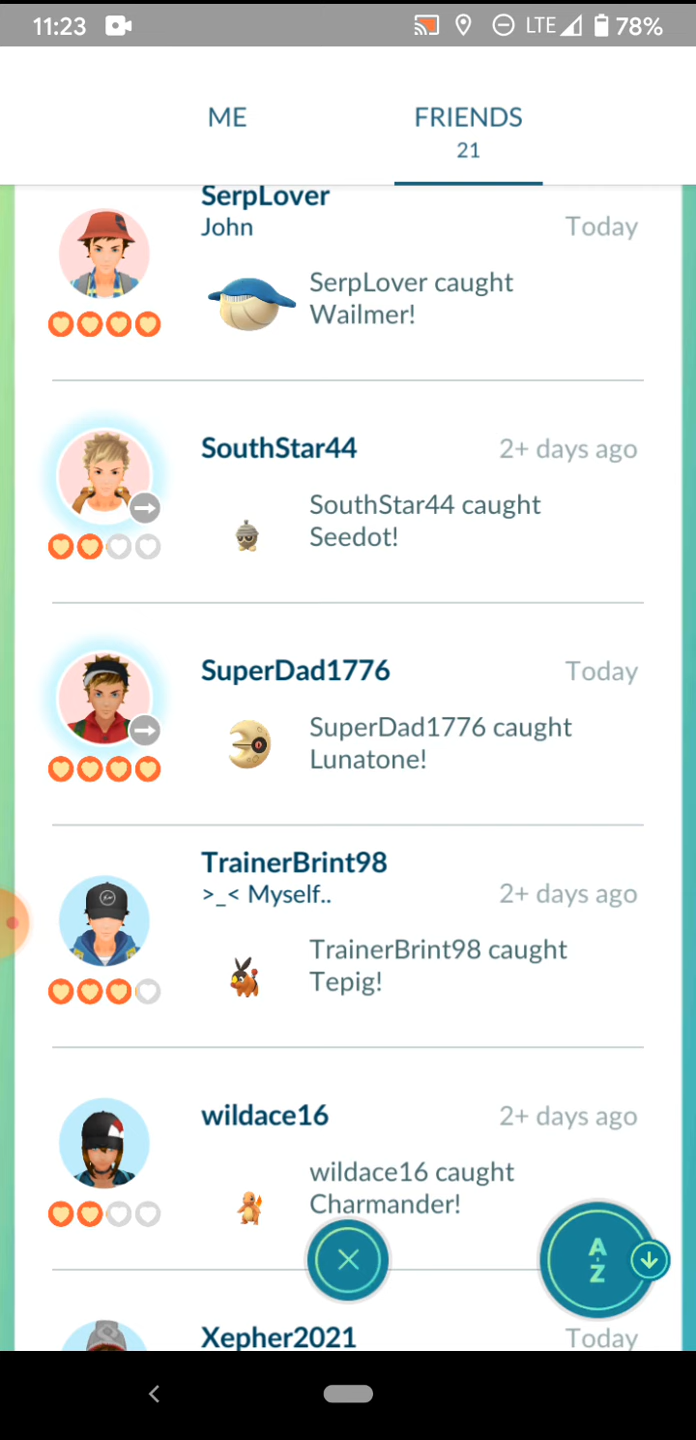 11:23 LTE 78%
ME FRIENDS
21
SerpLover
John Today
SerpLover caught
Wailmer!
SouthStar44 2+ days ago
SouthStar44 caught
Seedot!
SuperDad1776 Today
SuperDad1776 caught
Lunatone!
TrainerBrint98
>_< Myself.. 2+ days ago
TrainerBrint98 caught
Tepig!
wildace16 2+ days ago
wildace16 caught
Charmander!
A
Z
Xepher2021 Today